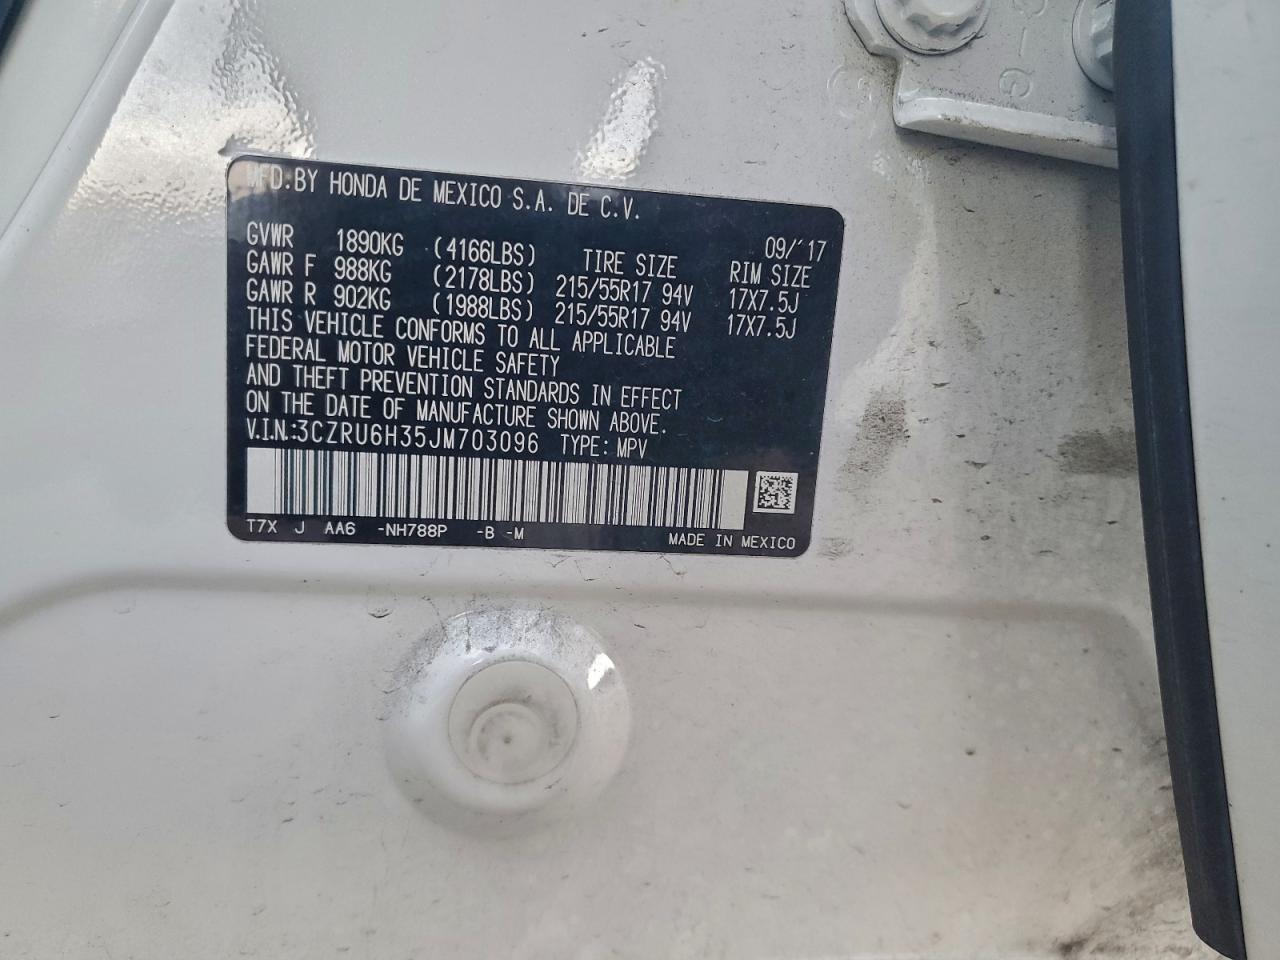 MFD.BY HONDA DE MEXICO S.A. DE C.V.
09/'17
GVWR 1890KG (4166LBS) TIRE SIZE RIM SIZE
GAWR F 988KG (2178LBS) 215/55R17 94V 17X7.5J
GAWR R 902KG (1988LBS) 215/55R17 94V 17X7.5J
THIS VEHICLE CONFORMS TO ALL APPLICABLE
FEDERAL MOTOR VEHICLE SAFETY
AND THEFT PREVENTION STANDARDS IN EFFECT
ON THE DATE OF MANUFACTURE SHOWN ABOVE.
V.I.N.:3CZRU6H35JM703096 TYPE: MPV
T7X J AA6 -NH788P -B -M MADE IN MEXICO